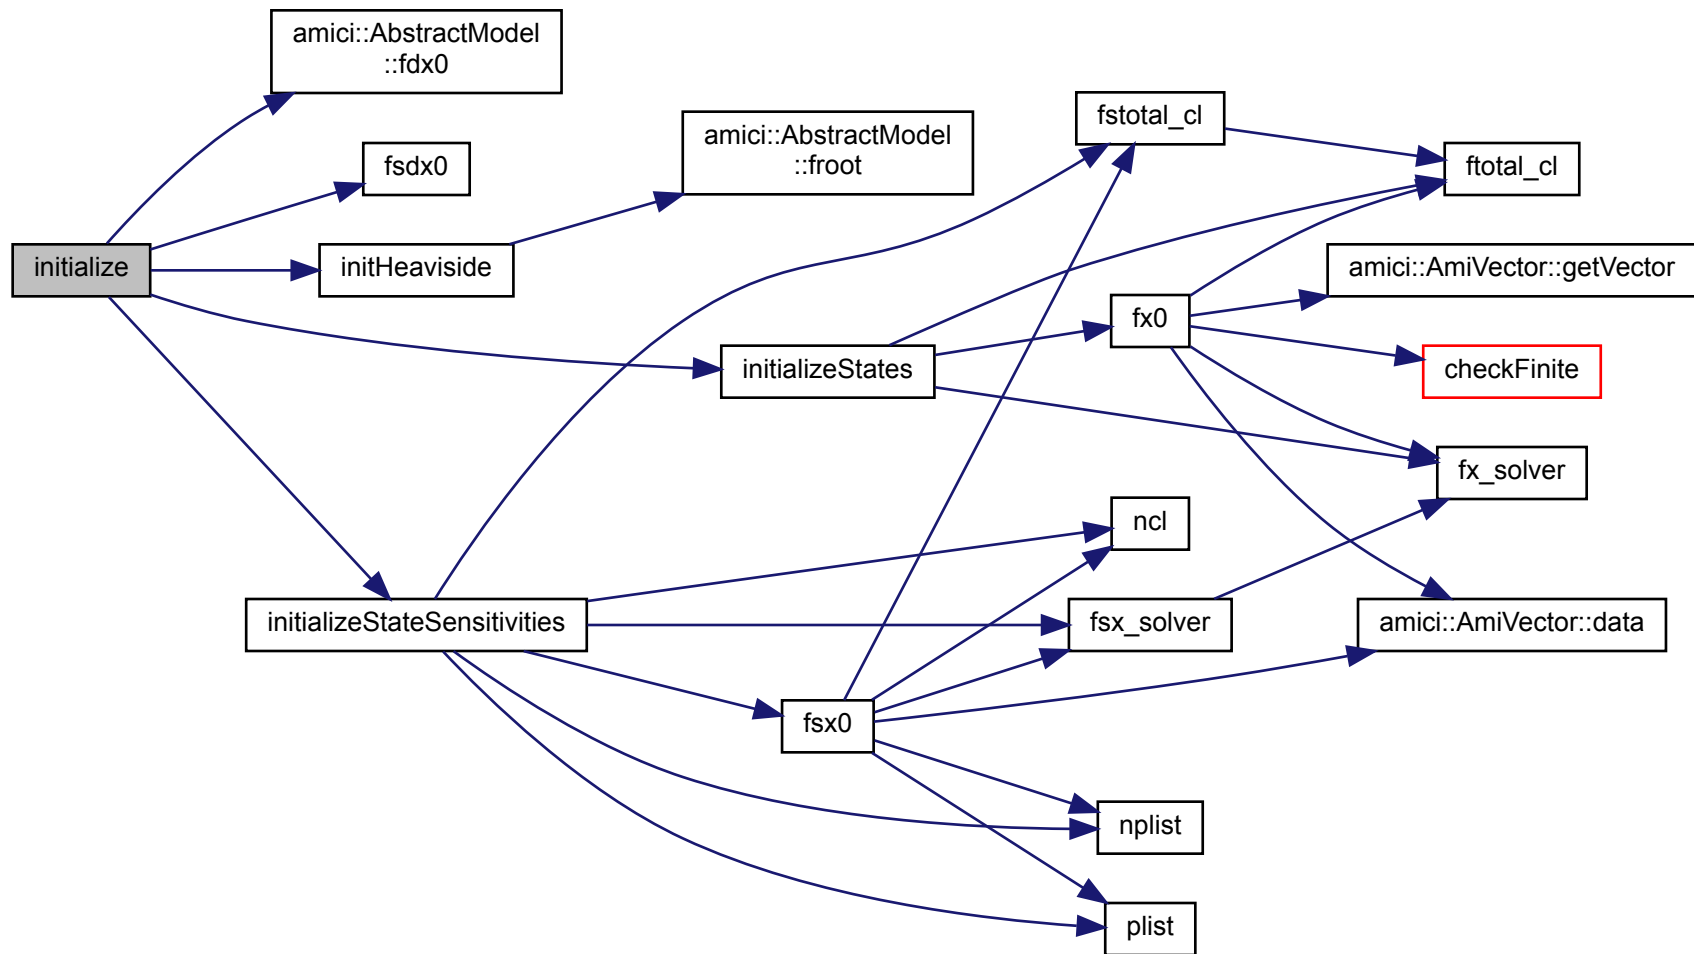 amici::AbstractModel
::fdx0
fsdx0
initialize
initHeaviside
amici::AbstractModel
::froot
fstotal_cl
ftotal_cl
amici::AmiVector::getVector
fx0
initializeStates
checkFinite
fx_solver
ncl
initializeStateSensitivities
fsx_solver
amici::AmiVector::data
fsx0
nplist
plist